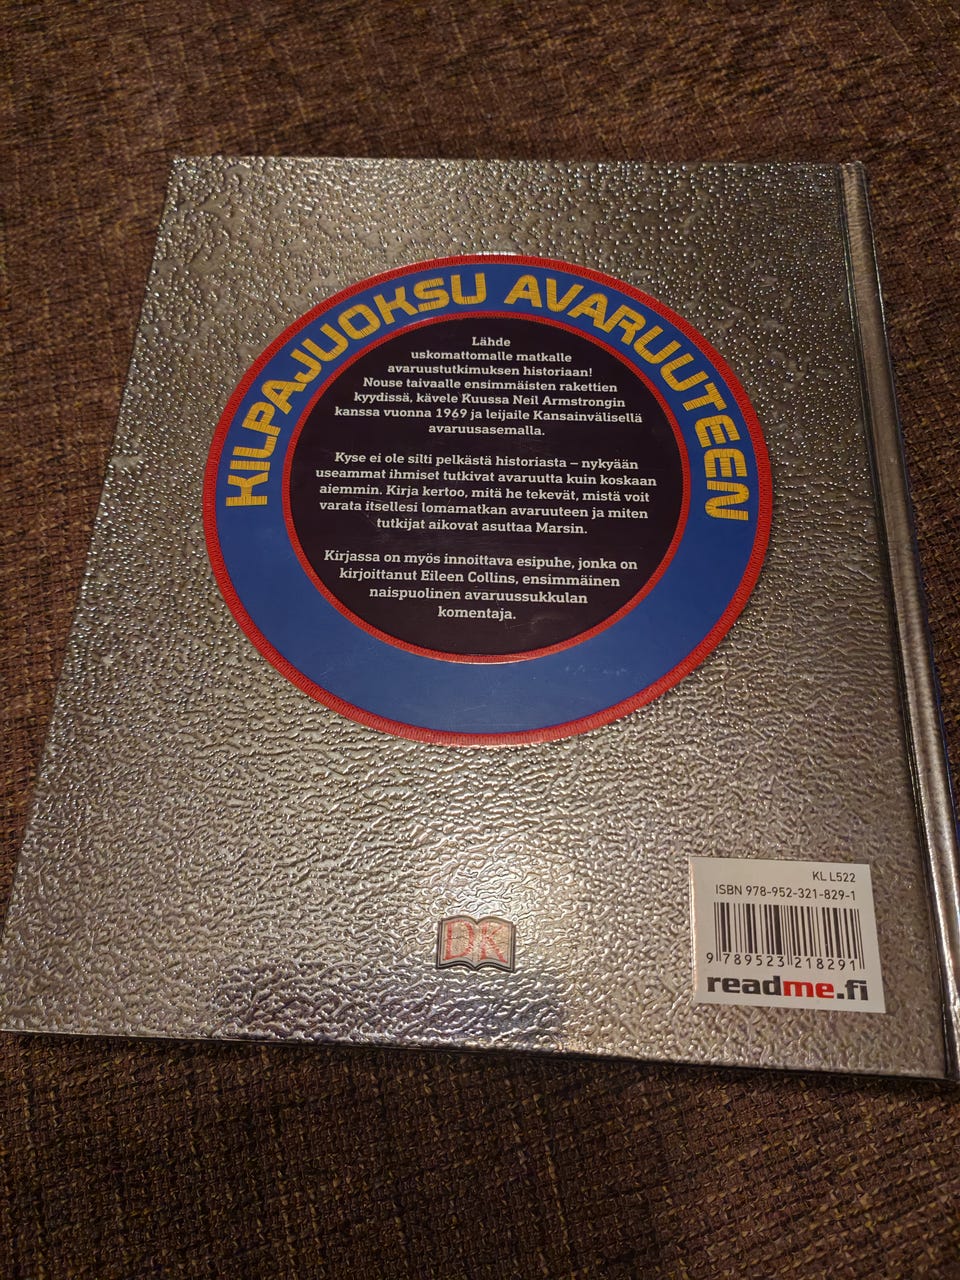 KILPAJUOKSU AVARUUTEEN
Lähde
uskomattomalle matkalle
avaruustutkimuksen historiaan!
Nouse taivaalle ensimmäisten rakettien
kyydissä, kävele Kuussa Neil Armstrongin
kanssa vuonna 1969 ja leijaile Kansainvälisellä
avaruusasemalla.
Kyse ei ole silti pelkästä historiasta – nykyään
useammat ihmiset tutkivat avaruutta kuin koskaan
aiemmin. Kirja kertoo, mitä he tekevät, mistä voit
varata itsellesi lomamatkan avaruuteen ja miten
tutkijat aikovat asuttaa Marsin.
Kirjassa on myös innoittava esipuhe, jonka on
kirjoittanut Eileen Collins, ensimmäinen
naispuolinen avaruussukkulan
komentaja.
DK
KL L522
ISBN 978-952-321-829-1
9 789523 218291
readme.fi